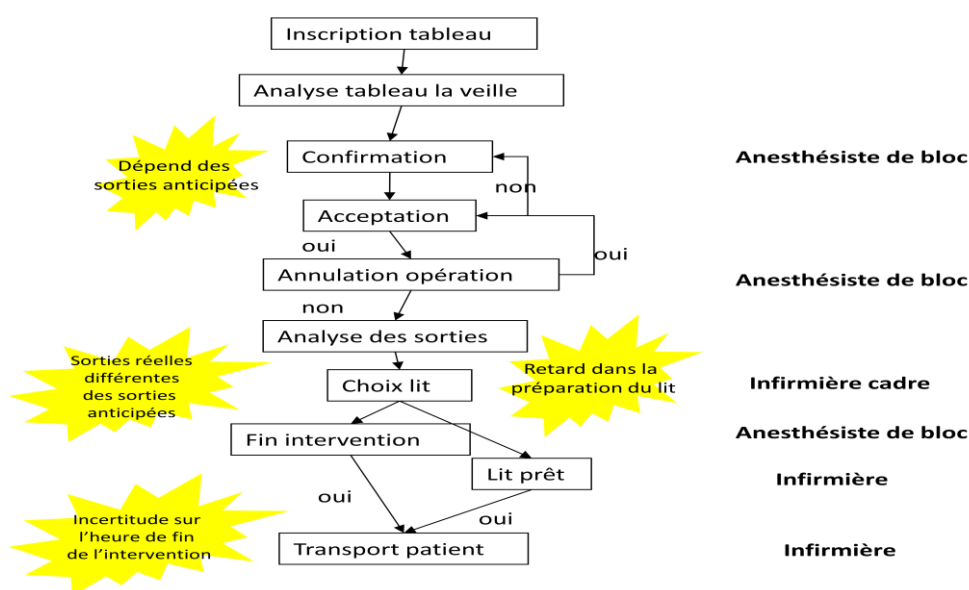 Inscription tableau
Analyse tableau la veille
Dépend des
sorties anticipées
Confirmation
Anesthésiste de bloc
non
Acceptation
oui
oui
Annulation opération
Anesthésiste de bloc
non
Analyse des sorties
Sorties réelles
différentes
des sorties
anticipées
Retard dans la
préparation du lit
Choix lit
Infirmière cadre
Fin intervention
Anesthésiste de bloc
Lit prêt
Infirmière
oui
oui
Incertitude sur
l’heure de fin
de l’intervention
Transport patient
Infirmière